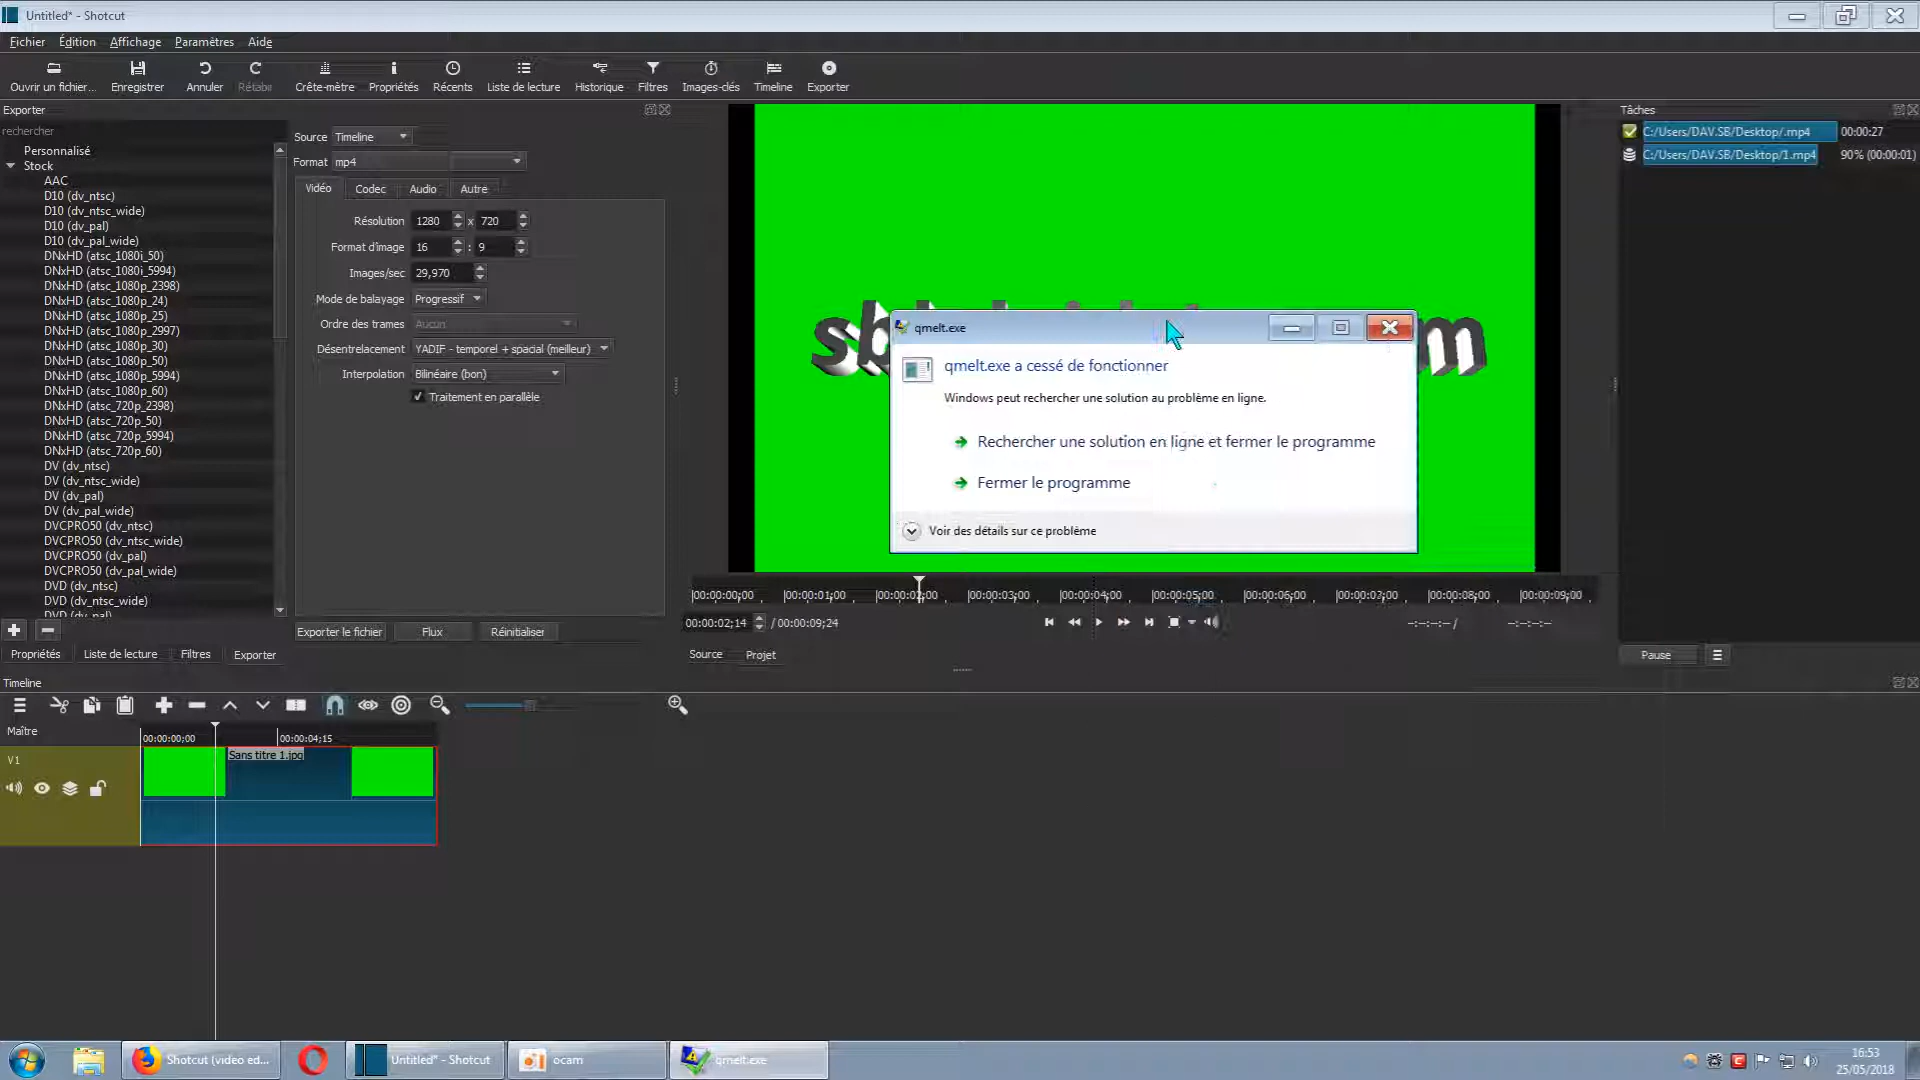 Untitled* - Shotcut
Fichier Édition Affichage Paramètres Aide
Ouvrir un fichier... Enregistrer Annuler Rétablir Crête-mètre Propriétés Récents Liste de lecture Historique Filtres Images-clés Timeline Exporter
Exporter
rechercher
Personnalisé
Stock
AAC
D10 (dv_ntsc)
D10 (dv_ntsc_wide)
D10 (dv_pal)
D10 (dv_pal_wide)
DNxHD (atsc_1080i_50)
DNxHD (atsc_1080i_5994)
DNxHD (atsc_1080p_2398)
DNxHD (atsc_1080p_24)
DNxHD (atsc_1080p_25)
DNxHD (atsc_1080p_2997)
DNxHD (atsc_1080p_30)
DNxHD (atsc_1080p_50)
DNxHD (atsc_1080p_5994)
DNxHD (atsc_1080p_60)
DNxHD (atsc_720p_2398)
DNxHD (atsc_720p_50)
DNxHD (atsc_720p_5994)
DNxHD (atsc_720p_60)
DV (dv_ntsc)
DV (dv_ntsc_wide)
DV (dv_pal)
DV (dv_pal_wide)
DVCPRO50 (dv_ntsc)
DVCPRO50 (dv_ntsc_wide)
DVCPRO50 (dv_pal)
DVCPRO50 (dv_pal_wide)
DVD (dv_ntsc)
DVD (dv_ntsc_wide)
DVD (dv_pal)
Source Timeline
Format mp4
Vidéo Codec Audio Autre
Résolution 1280 x 720
Format d'image 16 : 9
Images/sec 29,970
Mode de balayage Progressif
Ordre des trames Aucun
Désentrelacement YADIF - temporel + spacial (meilleur)
Interpolation Bilinéaire (bon)
Traitement en parallèle
Exporter le fichier Flux Réinitialiser
Propriétés Liste de lecture Filtres Exporter
qmelt.exe
qmelt.exe a cessé de fonctionner
Windows peut rechercher une solution au problème en ligne.
Rechercher une solution en ligne et fermer le programme
Fermer le programme
Voir des détails sur ce problème
00:00:00;00 00:00:01;00 00:00:02;00 00:00:03;00 00:00:04;00 00:00:05;00 00:00:06;00 00:00:07;00 00:00:08;00 00:00:09;00
00:00:02;14 / 00:00:09;24 --:--:--:-- / --:--:--:--
Source Projet
Tâches
C:/Users/DAV.SB/Desktop/.mp4 00:00:27
C:/Users/DAV.SB/Desktop/1.mp4 90% (00:00:01)
Pause
Timeline
Maître
00:00:00;00 00:00:04;15
V1
Sans titre 1.jpg
Shotcut (video ed... Untitled* - Shotcut ocam qmelt.exe
16:53
25/05/2018